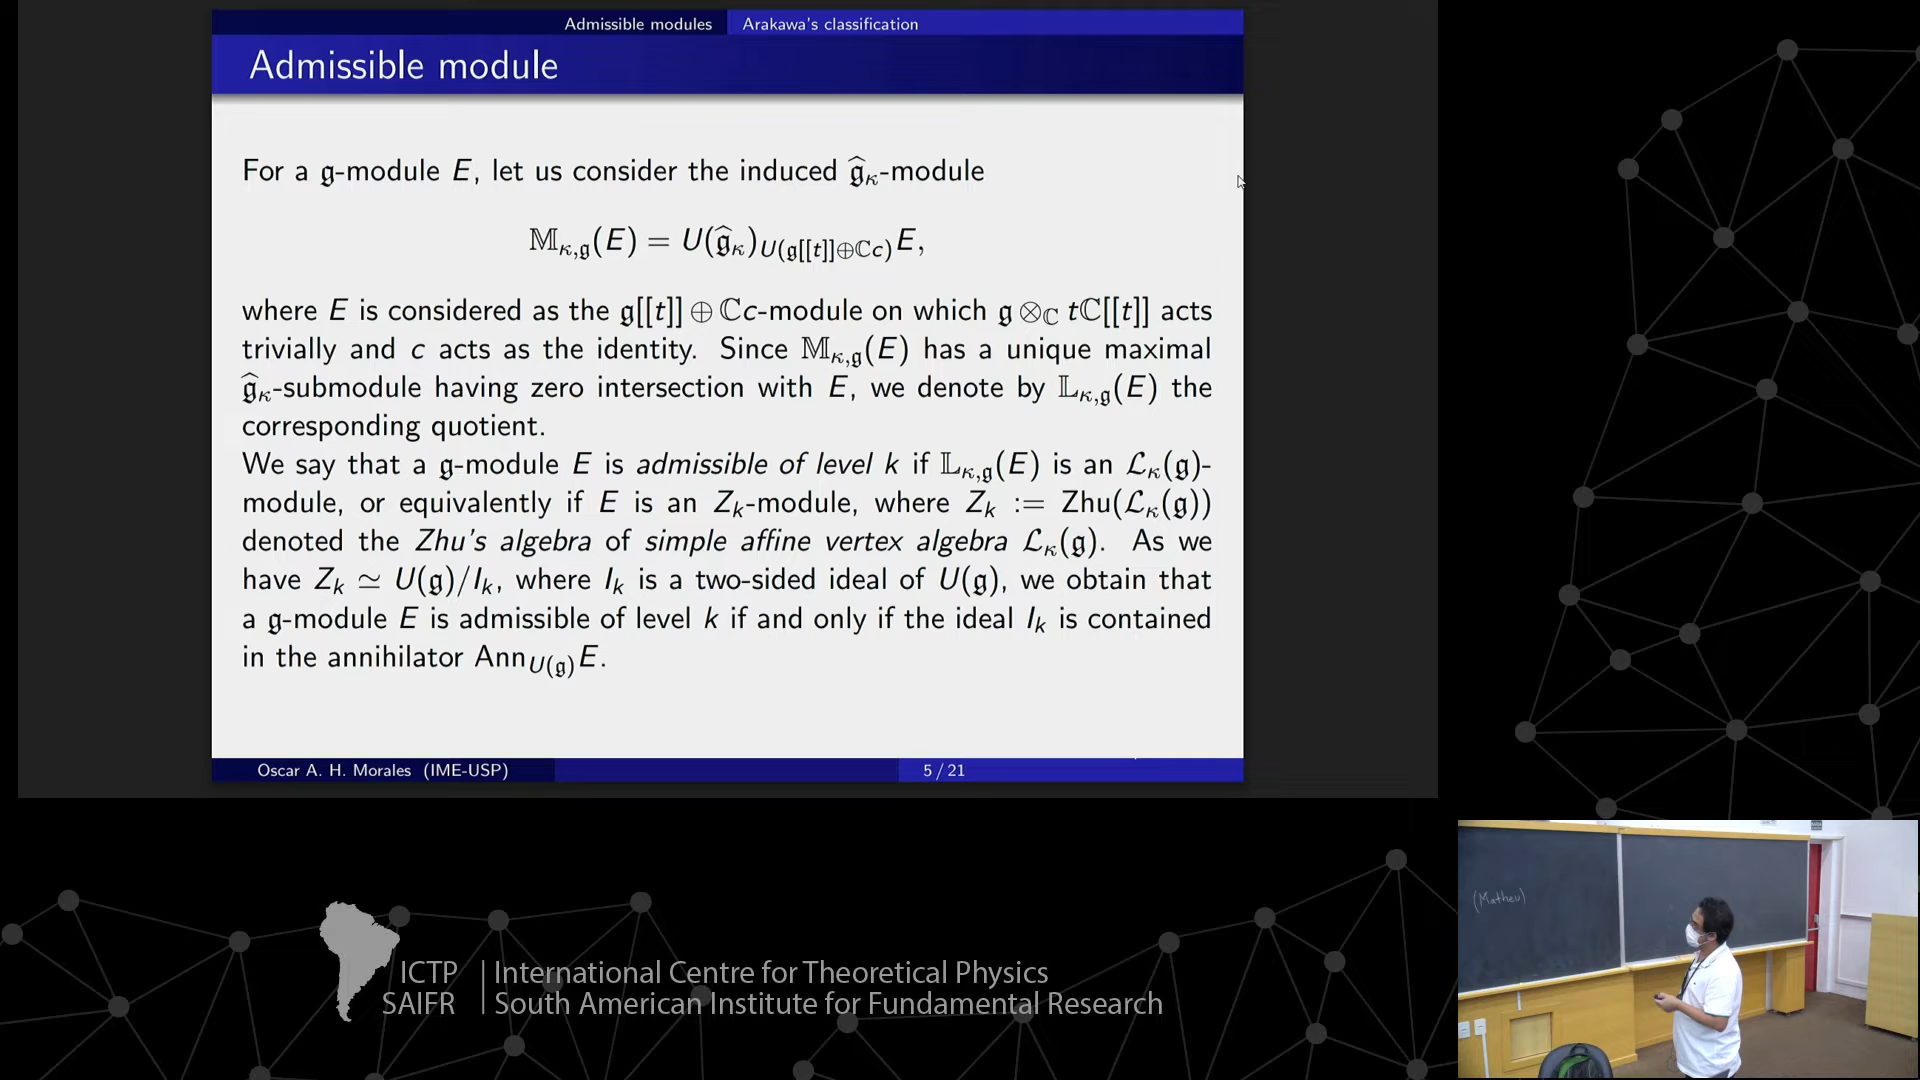 Admissible modules Arakawa's classification
Admissible module
For a 𝔤-module E, let us consider the induced 𝔤̂_κ-module
𝕄_{κ,𝔤}(E) = U(𝔤̂_κ)_{U(𝔤[[t]]⊕ℂc)}E,
where E is considered as the 𝔤[[t]] ⊕ ℂc-module on which 𝔤 ⊗_ℂ tℂ[[t]] acts
trivially and c acts as the identity. Since 𝕄_{κ,𝔤}(E) has a unique maximal
𝔤̂_κ-submodule having zero intersection with E, we denote by 𝕃_{κ,𝔤}(E) the
corresponding quotient.
We say that a 𝔤-module E is admissible of level k if 𝕃_{κ,𝔤}(E) is an ℒ_κ(𝔤)-
module, or equivalently if E is an Z_k-module, where Z_k := Zhu(ℒ_κ(𝔤))
denoted the Zhu's algebra of simple affine vertex algebra ℒ_κ(𝔤). As we
have Z_k ≃ U(𝔤)/I_k, where I_k is a two-sided ideal of U(𝔤), we obtain that
a 𝔤-module E is admissible of level k if and only if the ideal I_k is contained
in the annihilator Ann_{U(𝔤)}E.
Oscar A. H. Morales (IME-USP) 5 / 21
(Matheu)
ICTP International Centre for Theoretical Physics
SAIFR South American Institute for Fundamental Research